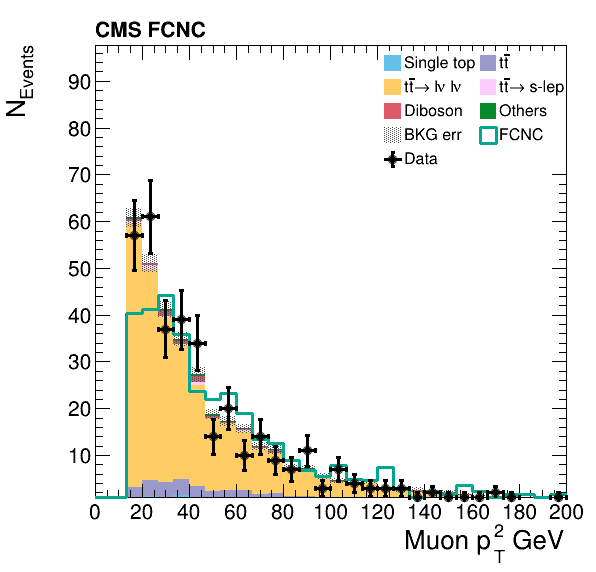 CMS FCNC
N_Events
90
80
70
60
50
40
30
20
10
Single top tt̄
tt̄→ lν lν tt̄→ s-lep
Diboson Others
BKG err FCNC
Data
0 20 40 60 80 100 120 140 160 180 200
Muon p_T^2 GeV